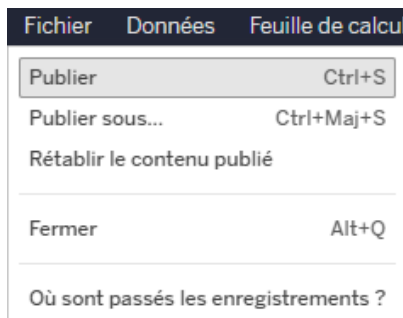 Fichier Données Feuille de calcu
Publier Ctrl+S
Publier sous... Ctrl+Maj+S
Rétablir le contenu publié
Fermer Alt+Q
Où sont passés les enregistrements ?